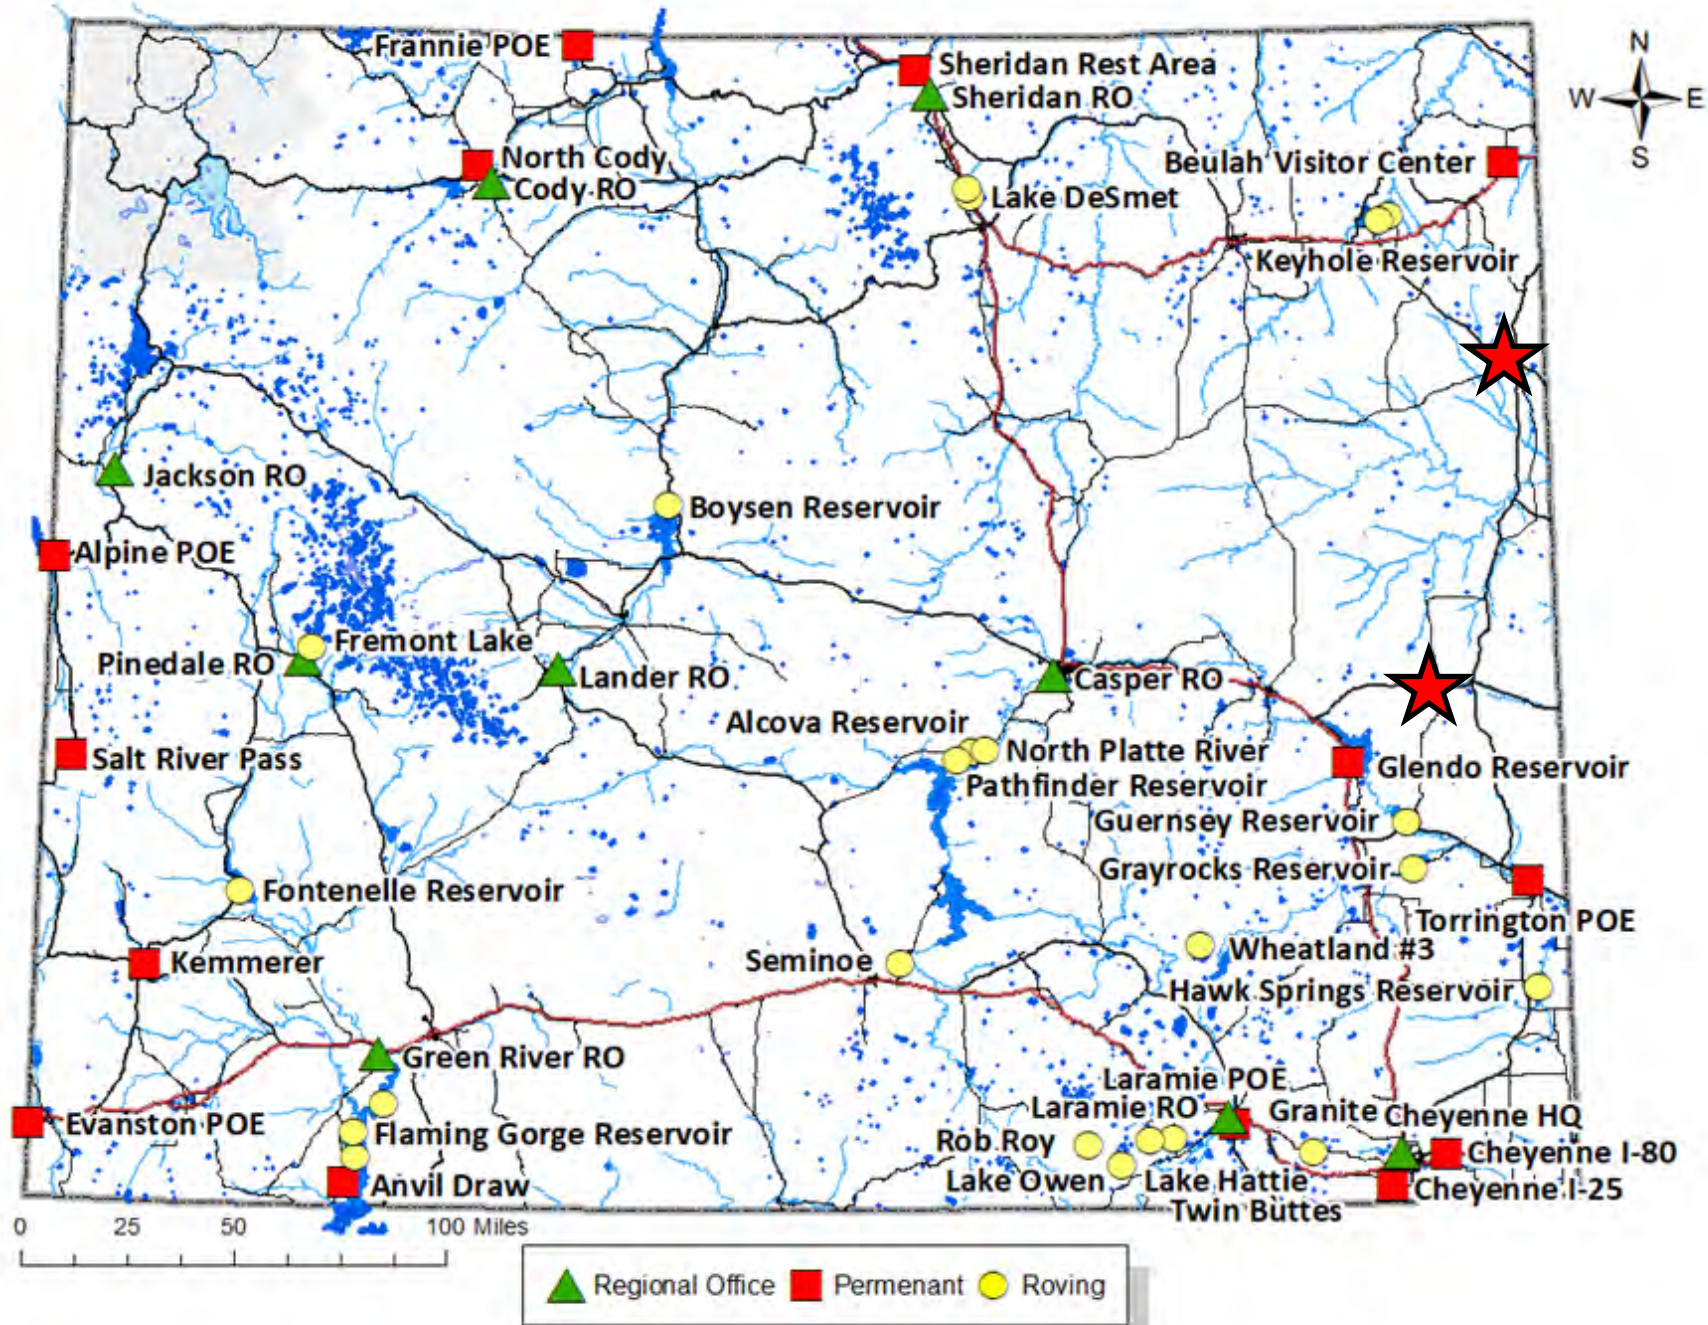 Frannie POE
Sheridan Rest Area
Sheridan RO
N
W
E
S
North Cody
Cody RO
Beulah Visitor Center
Lake DeSmet
Keyhole Reservoir
Jackson RO
Boysen Reservoir
Alpine POE
Fremont Lake
Pinedale RO
Lander RO
Casper RO
Alcova Reservoir
North Platte River
Salt River Pass
Glendo Reservoir
Pathfinder Reservoir
Guernsey Reservoir
Grayrocks Reservoir
Fontenelle Reservoir
Torrington POE
Wheatland #3
Kemmerer
Seminoe
Hawk Springs Reservoir
Green River RO
Laramie POE
Laramie RO
Granite
Cheyenne HQ
Evanston POE
Flaming Gorge Reservoir
Rob Roy
Cheyenne I-80
Lake Owen
Lake Hattie
Anvil Draw
Cheyenne I-25
Twin Buttes
0 25 50 100 Miles
Regional Office Permenant Roving